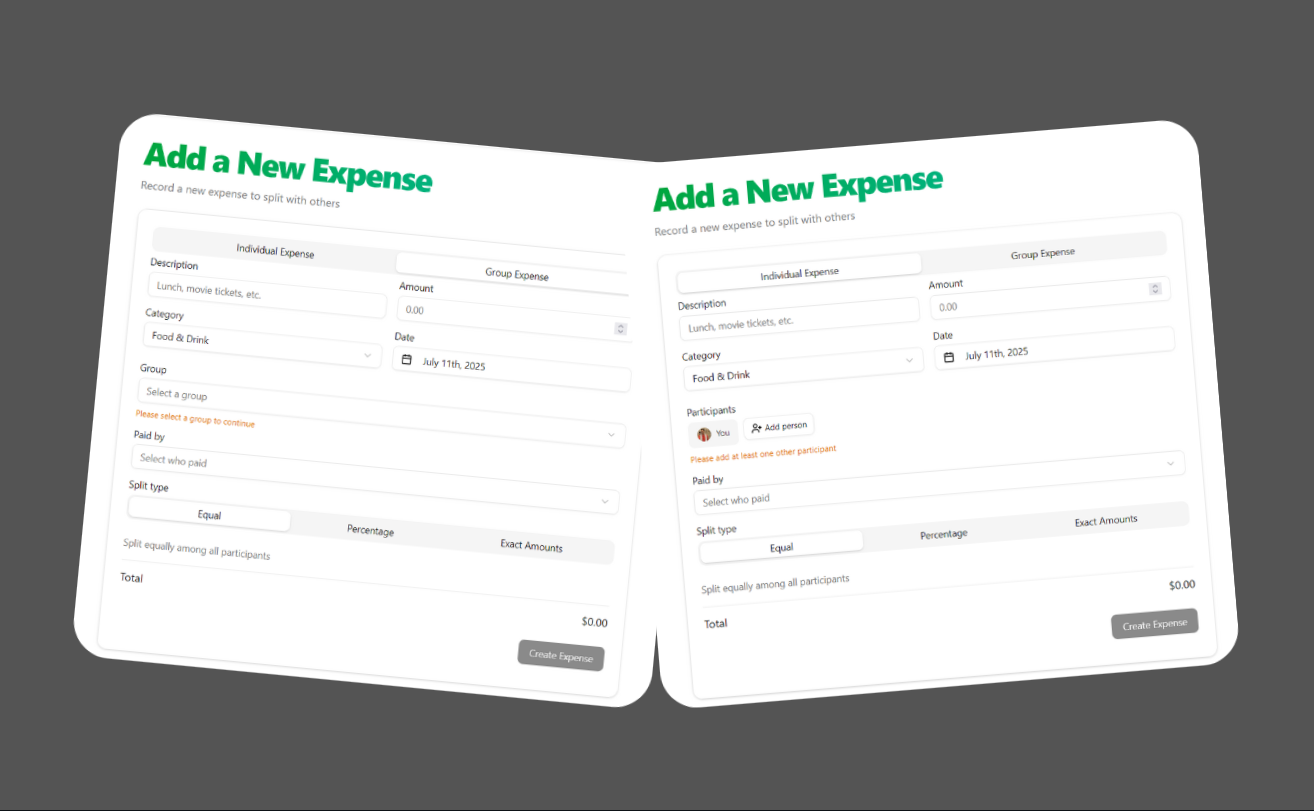 Add a New Expense
Record a new expense to split with others
Individual Expense
Group Expense
Description
Amount
Lunch, movie tickets, etc.
0.00
Category
Date
Food & Drink
July 11th, 2025
Group
Select a group
Please select a group to continue
Paid by
Select who paid
Split type
Equal
Percentage
Exact Amounts
Split equally among all participants
Total
$0.00
Create Expense
Add a New Expense
Record a new expense to split with others
Individual Expense
Group Expense
Description
Amount
Lunch, movie tickets, etc.
0.00
Category
Date
Food & Drink
July 11th, 2025
Participants
You
Add person
Please add at least one other participant
Paid by
Select who paid
Split type
Equal
Percentage
Exact Amounts
Split equally among all participants
Total
$0.00
Create Expense